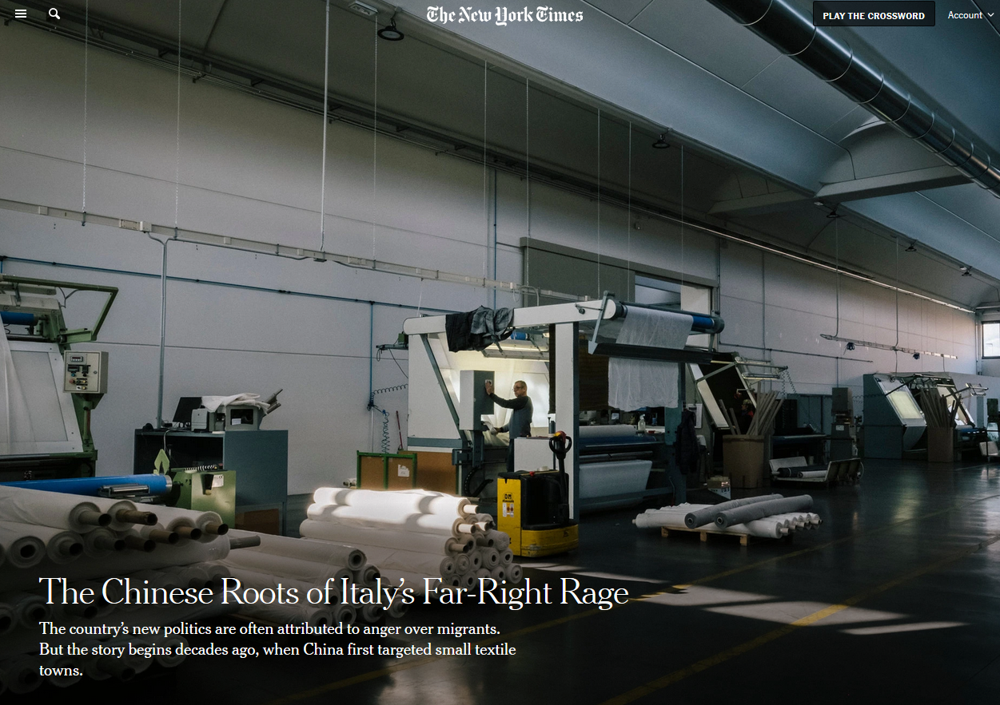 The New York Times
PLAY THE CROSSWORD
Account
The Chinese Roots of Italy's Far-Right Rage
The country's new politics are often attributed to anger over migrants.
But the story begins decades ago, when China first targeted small textile
towns.